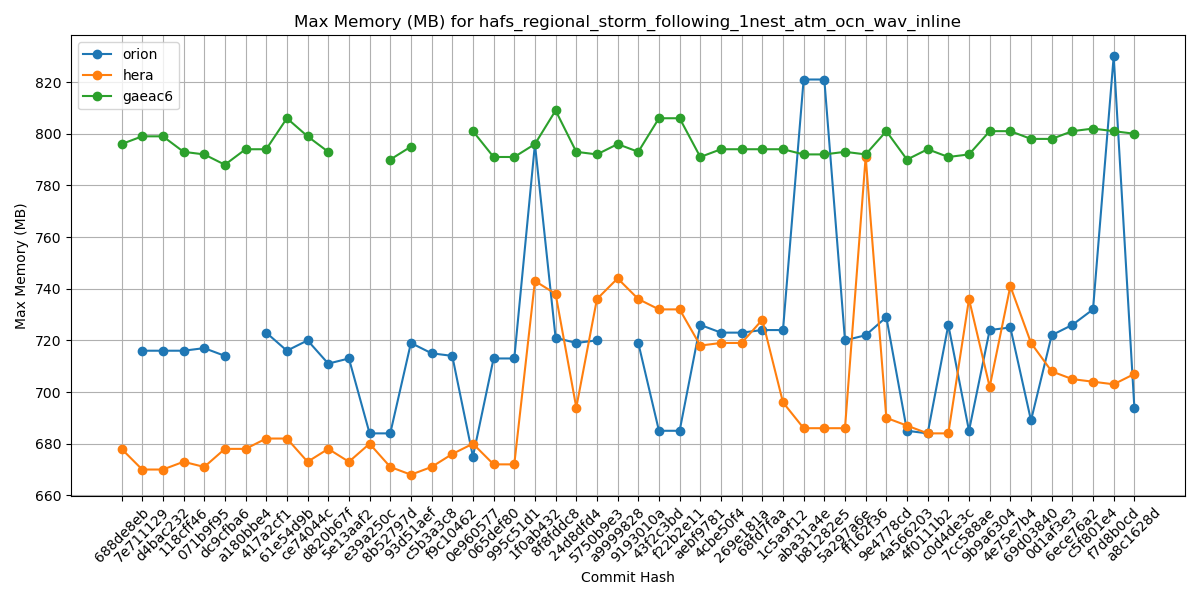 Max Memory (MB) for hafs_regional_storm_following_1nest_atm_ocn_wav_inline
orion
hera
gaeac6
Max Memory (MB)
820
800
780
760
740
720
700
680
660
688de8eb
7e711129
d4bac232
118cff46
071b9f95
dc9cfba6
a180bbe4
417a2cf1
61e54d9b
ce74044c
d820b67f
5e13aaf2
e39a250c
8b52797d
93d51aef
c5b3a3c8
f9c10462
0e960577
065def80
995c51d1
1f0ab432
8f8fdfc8
24d8dfd4
5750b9e3
a9999828
9193010a
43f253bd
f22b2e11
aebf9781
4cbe50f4
269e181a
68fd7faa
1c5a9f12
aba31a4e
b81282e5
5a297a6e
ff162f36
9e4778cd
4a566203
4f011b2
c0d4de3c
7cc588ae
9b9a6304
4e75e7b4
69d03840
0d1af3e3
6ece76a2
c5f801e4
f7d8b0cd
a8c1628d
Commit Hash